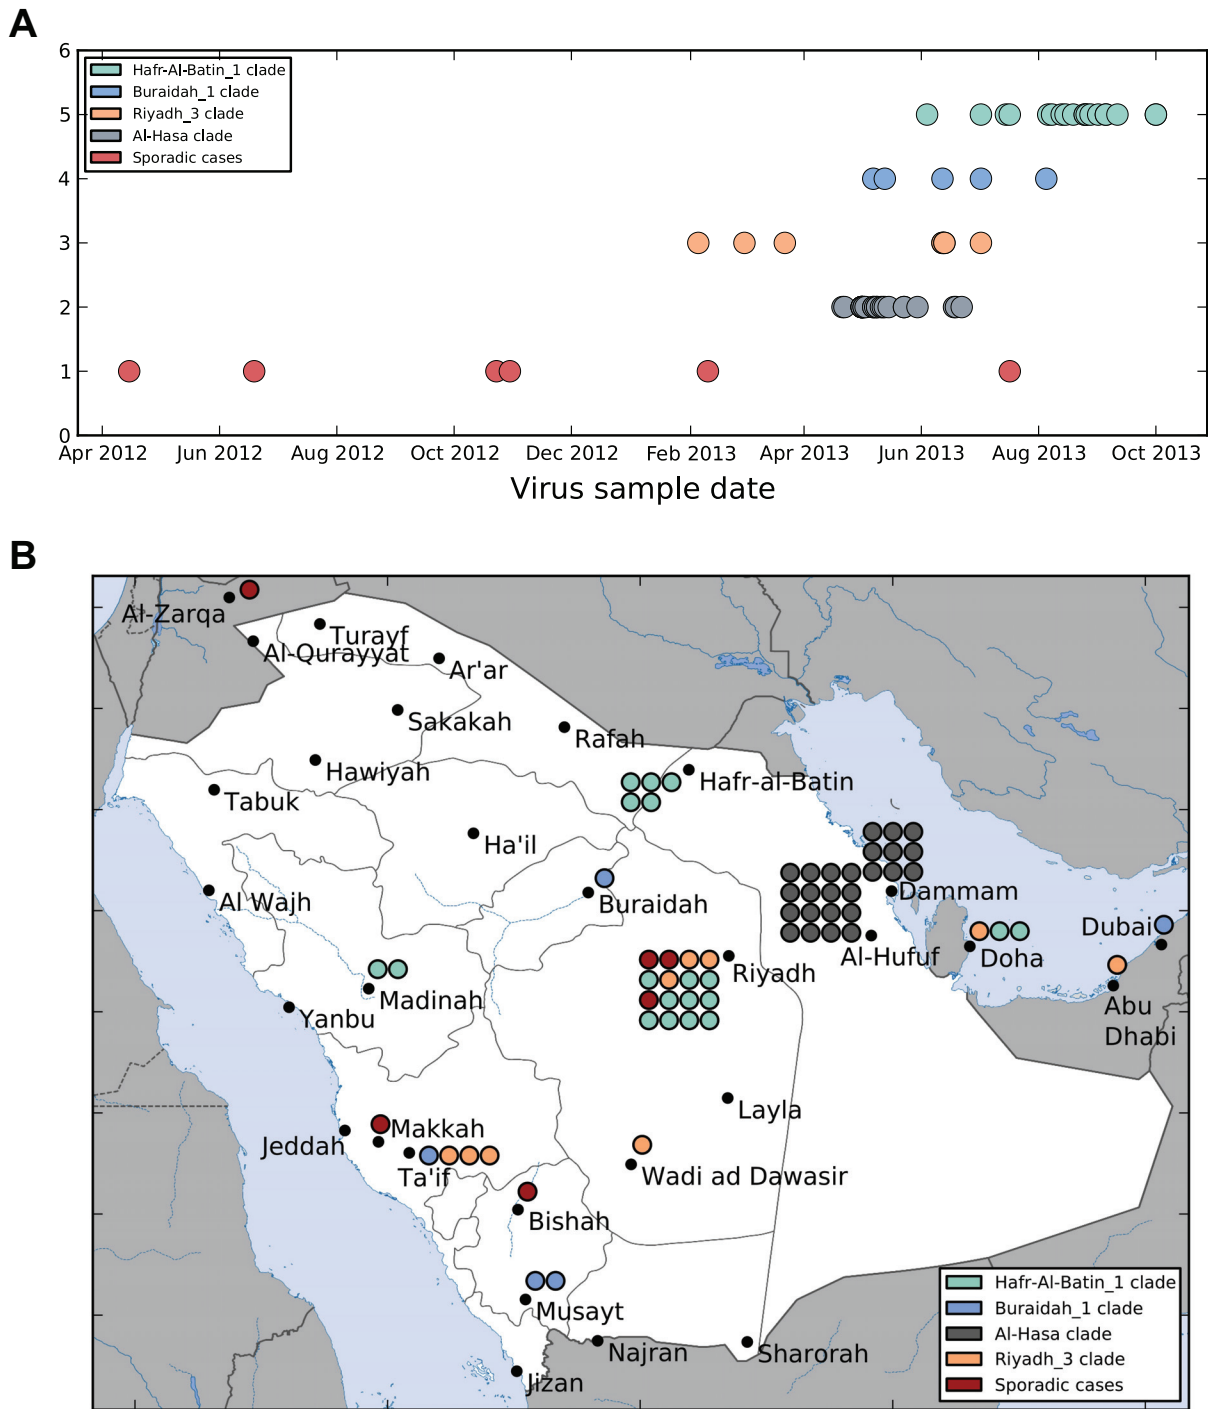 A
6
5
4
3
2
1
0
Hafr-Al-Batin_1 clade
Buraidah_1 clade
Riyadh_3 clade
Al-Hasa clade
Sporadic cases
Apr 2012 Jun 2012 Aug 2012 Oct 2012 Dec 2012 Feb 2013 Apr 2013 Jun 2013 Aug 2013 Oct 2013
Virus sample date
B
Al-Zarqa
Turayf
Al-Qurayyat
Ar'ar
Sakakah
Rafah
Hawiyah
Hafr-al-Batin
Tabuk
Ha'il
Al Wajh
Buraidah
Dammam
Dubai
Al-Hufuf
Doha
Riyadh
Madinah
Abu
Dhabi
Yanbu
Layla
Makkah
Jeddah
Ta'if
Wadi ad Dawasir
Bishah
Musayt
Najran
Sharorah
Jizan
Hafr-Al-Batin_1 clade
Buraidah_1 clade
Al-Hasa clade
Riyadh_3 clade
Sporadic cases